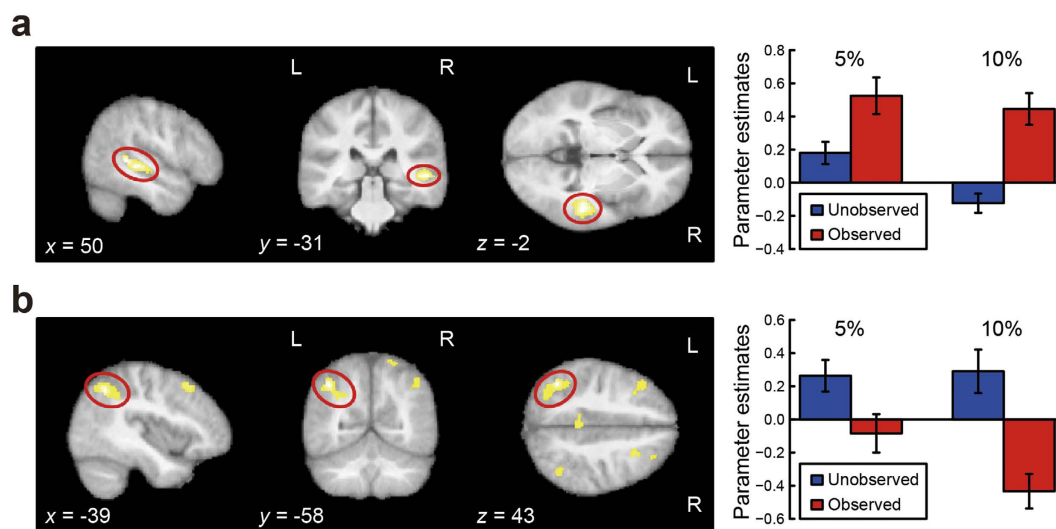 a
L R L
R
x = 50 y = -31 z = -2
Parameter estimates
0.8
0.6
0.4
0.2
0.0
−0.2
−0.4
5% 10%
Unobserved
Observed
b
L R L
R
x = -39 y = -58 z = 43
Parameter estimates
0.6
0.4
0.2
0.0
−0.2
−0.4
−0.6
5% 10%
Unobserved
Observed